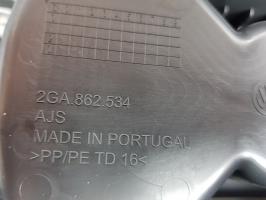 2GA.862.534
AJS
MADE IN PORTUGAL
>PP/PE TD 16<